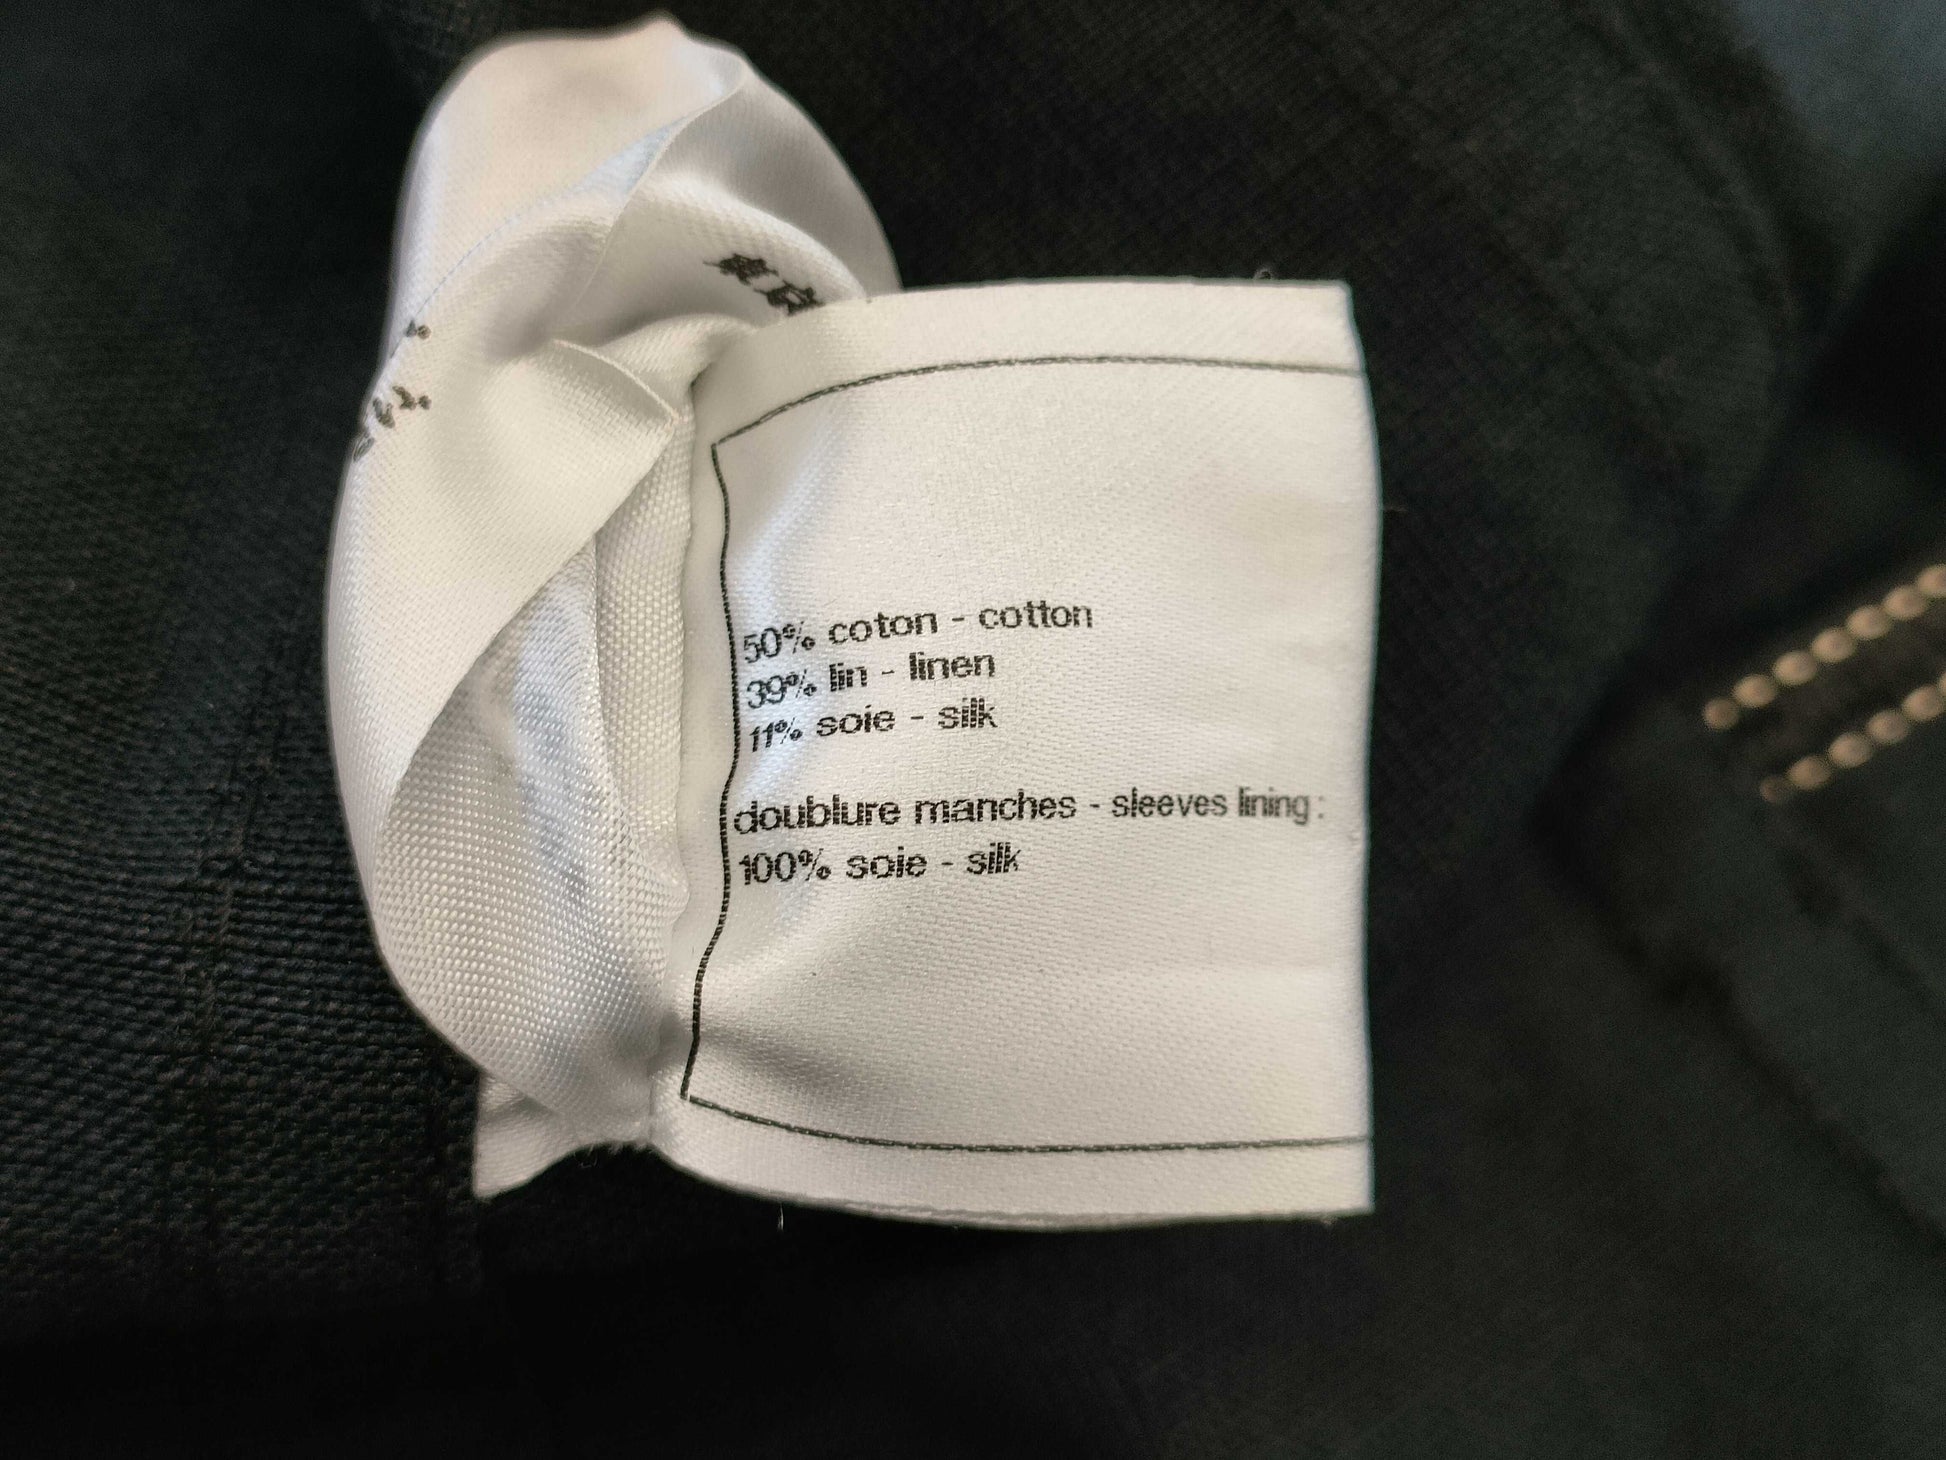 50% coton - cotton
39% lin - linen
11% soie - silk
doublure manches - sleeves lining :
100% soie - silk